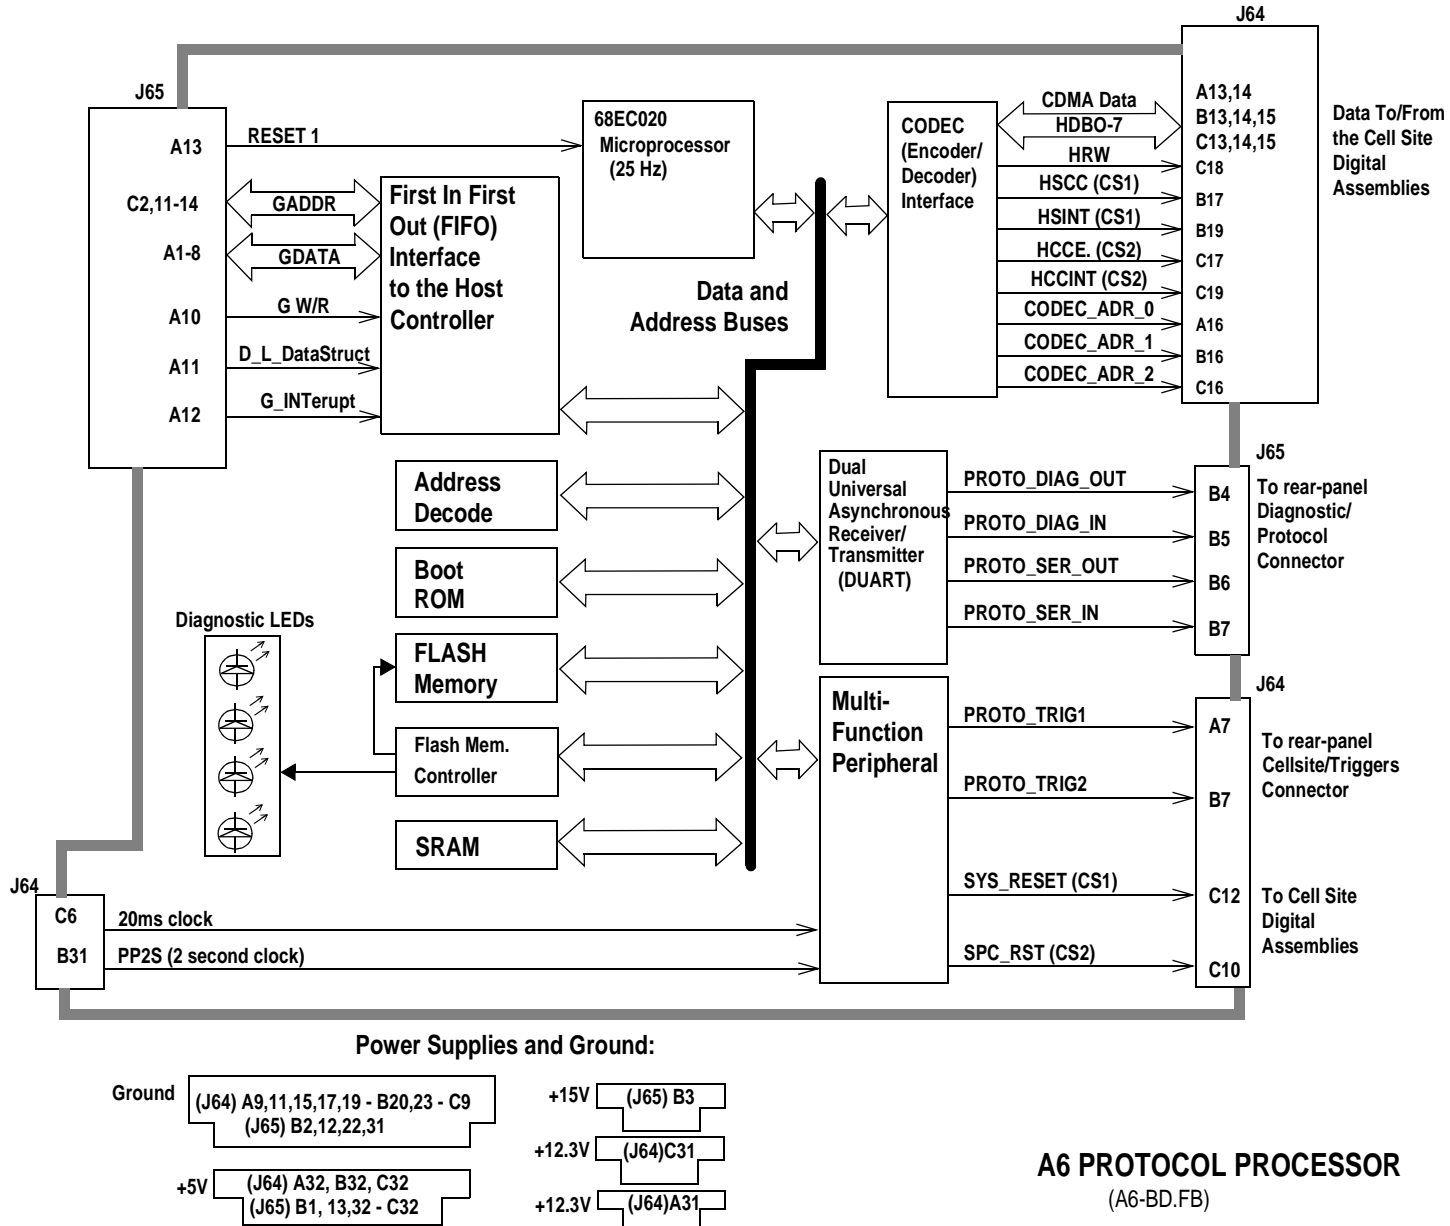 J64
J65
A13
RESET 1
C2,11-14
GADDR
A1-8
GDATA
A10
G W/R
A11
D_L_DataStruct
A12
G_INTerupt
First In First
Out (FIFO)
Interface
to the Host
Controller
68EC020
Microprocessor
(25 Hz)
Data and
Address Buses
CODEC
(Encoder/
Decoder)
Interface
CDMA Data
HDBO-7
HRW
HSCC (CS1)
HSINT (CS1)
HCCE. (CS2)
HCCINT (CS2)
CODEC_ADR_0
CODEC_ADR_1
CODEC_ADR_2
A13,14
B13,14,15
C13,14,15
C18
B17
B19
C17
C19
A16
B16
C16
Data To/From
the Cell Site
Digital
Assemblies
Address
Decode
Boot
ROM
FLASH
Memory
Flash Mem.
Controller
SRAM
Diagnostic LEDs
Dual
Universal
Asynchronous
Receiver/
Transmitter
(DUART)
PROTO_DIAG_OUT
PROTO_DIAG_IN
PROTO_SER_OUT
PROTO_SER_IN
J65
B4
B5
B6
B7
To rear-panel
Diagnostic/
Protocol
Connector
Multi-
Function
Peripheral
PROTO_TRIG1
PROTO_TRIG2
SYS_RESET (CS1)
SPC_RST (CS2)
J64
A7
B7
C12
C10
To rear-panel
Cellsite/Triggers
Connector
To Cell Site
Digital
Assemblies
J64
C6
20ms clock
B31
PP2S (2 second clock)
Power Supplies and Ground:
Ground
(J64) A9,11,15,17,19 - B20,23 - C9
(J65) B2,12,22,31
+5V
(J64) A32, B32, C32
(J65) B1, 13,32 - C32
+15V
(J65) B3
+12.3V
(J64)C31
+12.3V
(J64)A31
A6 PROTOCOL PROCESSOR
(A6-BD.FB)